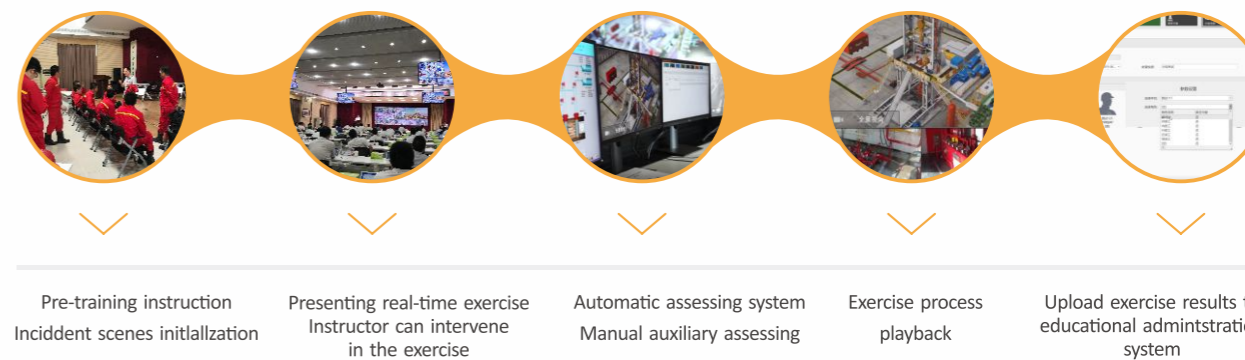 Pre-training instruction
Inciddent scenes initlallzation
Presenting real-time exercise
Instructor can intervene
in the exercise
Automatic assessing system
Manual auxiliary assessing
Exercise process
playback
Upload exercise results
educational admintstratio
system